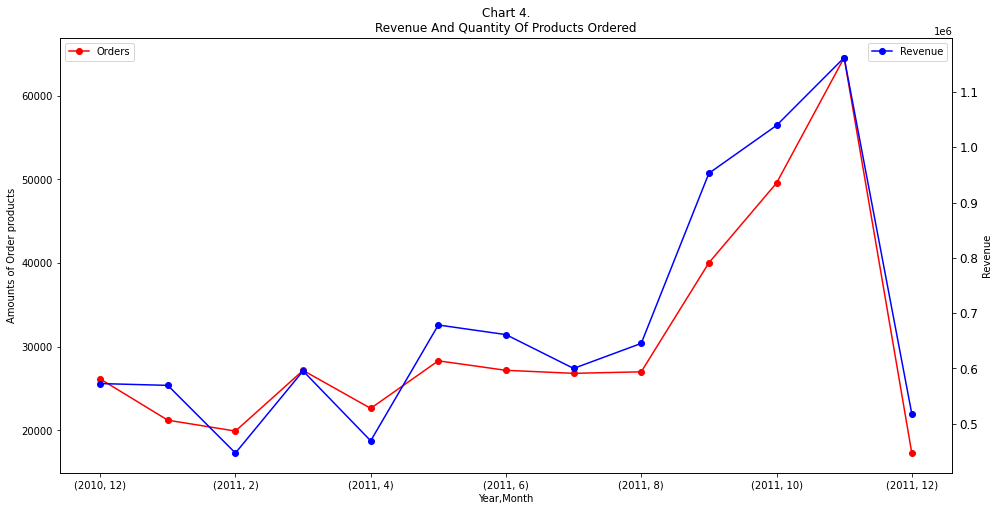 Chart 4.
Revenue And Quantity Of Products Ordered
1e6
Orders
Revenue
60000
50000
40000
30000
20000
Amounts of Order products
1.1
1.0
0.9
0.8
0.7
0.6
0.5
Revenue
(2010, 12)
(2011, 2)
(2011, 4)
(2011, 6)
(2011, 8)
(2011, 10)
(2011, 12)
Year,Month